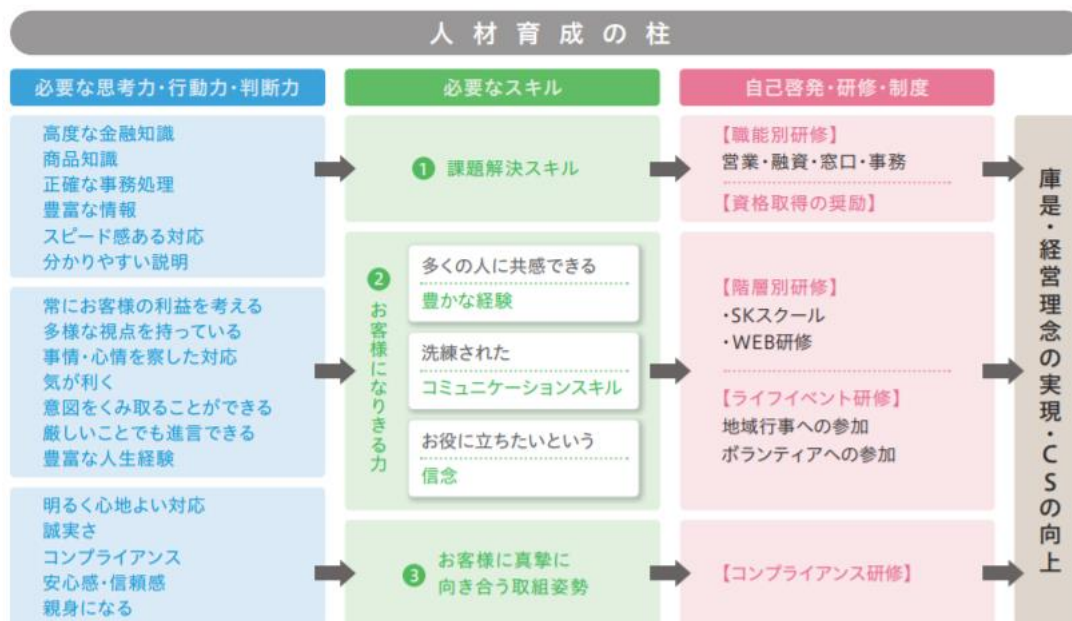 人材育成の柱
必要な思考力・行動力・判断力
必要なスキル
自己啓発・研修・制度
高度な金融知識
商品知識
正確な事務処理
豊富な情報
スピード感ある対応
分かりやすい説明
❶ 課題解決スキル
【職能別研修】
営業・融資・窓口・事務
【資格取得の奨励】
常にお客様の利益を考える
多様な視点を持っている
事情・心情を察した対応
気が利く
意図をくみ取ることができる
厳しいことでも進言できる
豊富な人生経験
❷ お客様になりきる力
多くの人に共感できる
豊かな経験
洗練された
コミュニケーションスキル
お役に立ちたいという
信念
【階層別研修】
・SKスクール
・WEB研修
【ライフイベント研修】
地域行事への参加
ボランティアへの参加
明るく心地よい対応
誠実さ
コンプライアンス
安心感・信頼感
親身になる
❸ お客様に真摯に
向き合う取組姿勢
【コンプライアンス研修】
庫是・経営理念の実現・CSの向上